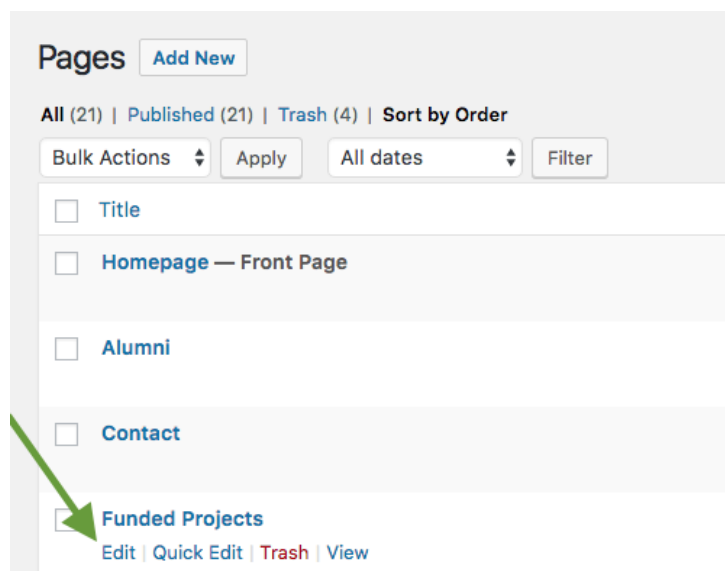 Pages Add New
All (21) | Published (21) | Trash (4) | Sort by Order
Bulk Actions Apply All dates Filter
Title
Homepage — Front Page
Alumni
Contact
Funded Projects
Edit | Quick Edit | Trash | View